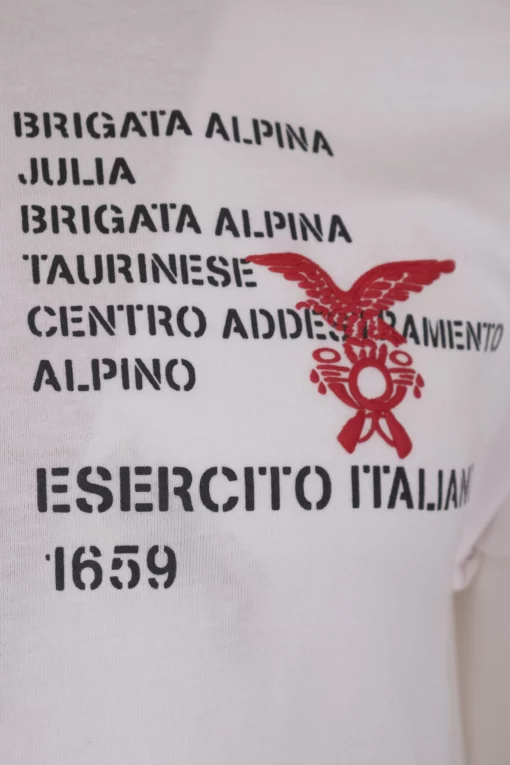 BRIGATA ALPINA
JULIA
BRIGATA ALPINA
TAURINESE
CENTRO ADDESTRAMENTO
ALPINO
ESERCITO ITALIAN
1659